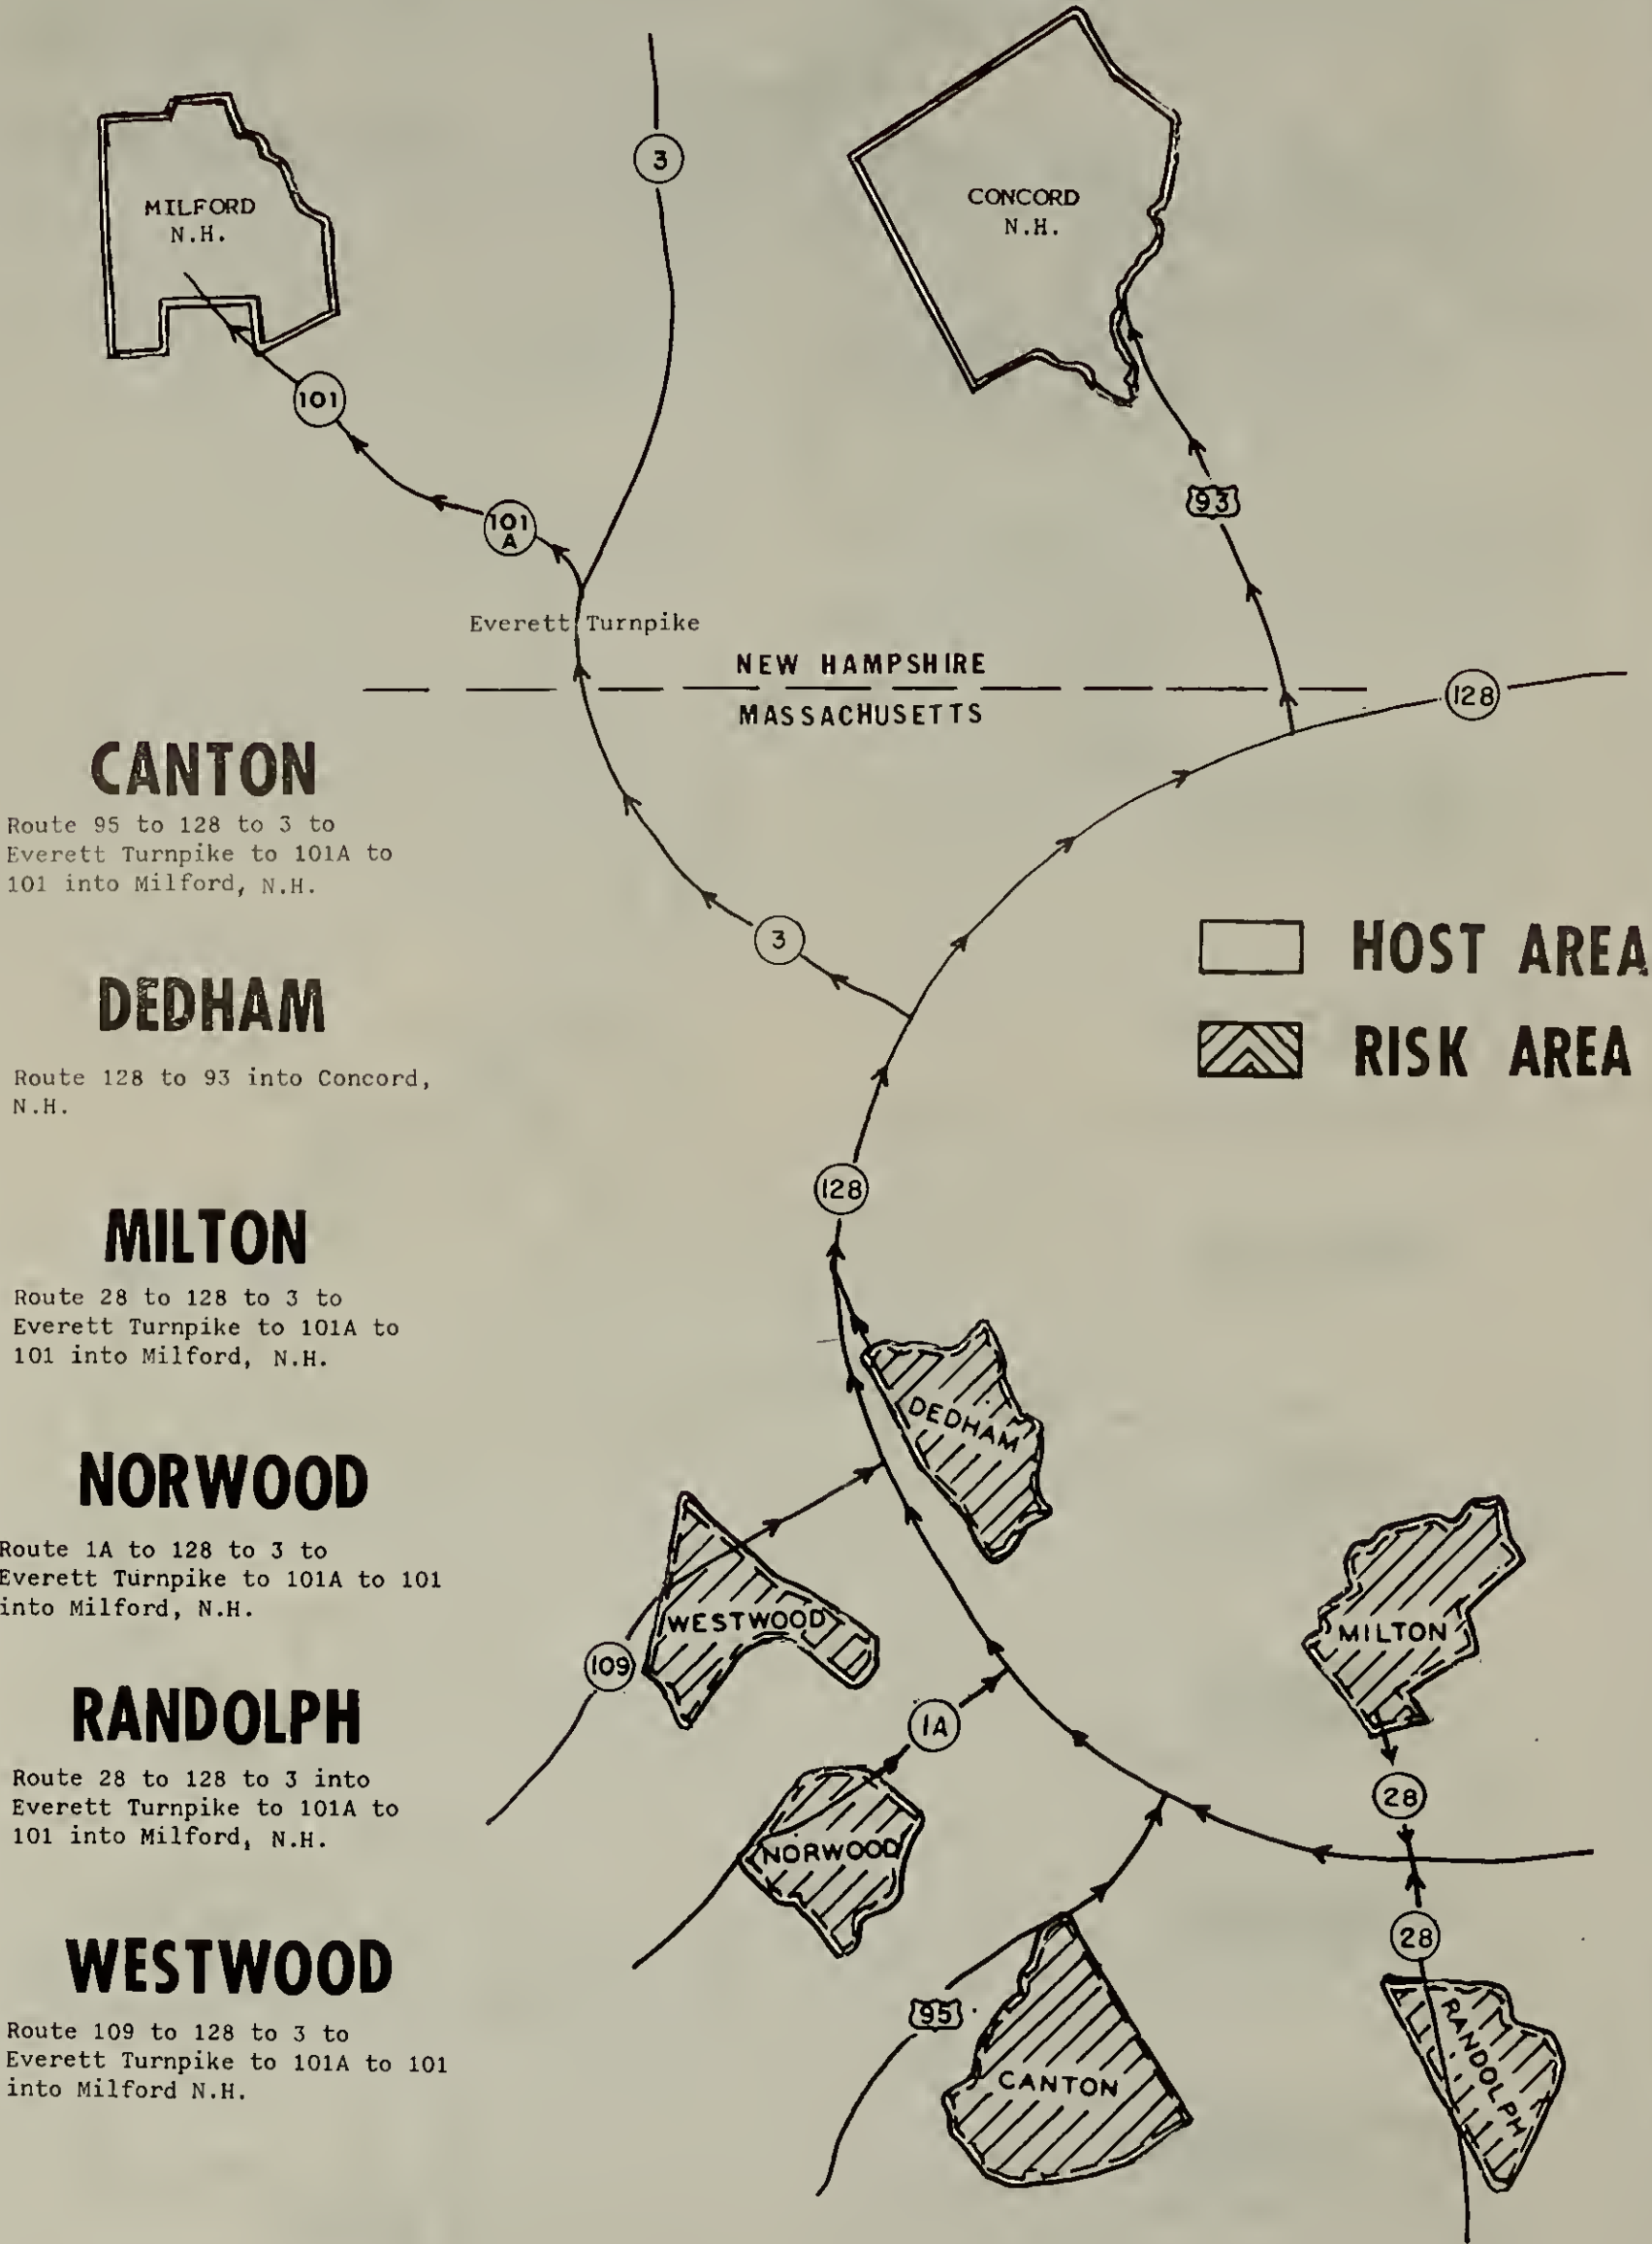 MILFORD
N.H.
3
CONCORD
N.H.
101
101
A
93
Everett Turnpike
NEW HAMPSHIRE
MASSACHUSETTS
128
CANTON
Route 95 to 128 to 3 to
Everett Turnpike to 101A to
101 into Milford, N.H.
3
HOST AREA
RISK AREA
DEDHAM
Route 128 to 93 into Concord,
N.H.
128
MILTON
Route 28 to 128 to 3 to
Everett Turnpike to 101A to
101 into Milford, N.H.
DEDHAM
NORWOOD
Route 1A to 128 to 3 to
Everett Turnpike to 101A to 101
into Milford, N.H.
WESTWOOD
MILTON
109
1A
RANDOLPH
Route 28 to 128 to 3 into
Everett Turnpike to 101A to
101 into Milford, N.H.
28
NORWOOD
28
WESTWOOD
Route 109 to 128 to 3 to
Everett Turnpike to 101A to 101
into Milford N.H.
95
CANTON
RANDOLPH